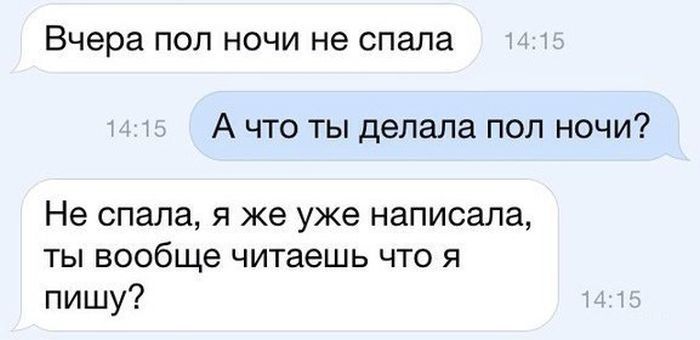 Вчера пол ночи не спала
14:15
14:15
А что ты делала пол ночи?
Не спала, я же уже написала,
ты вообще читаешь что я
пишу?
14:15